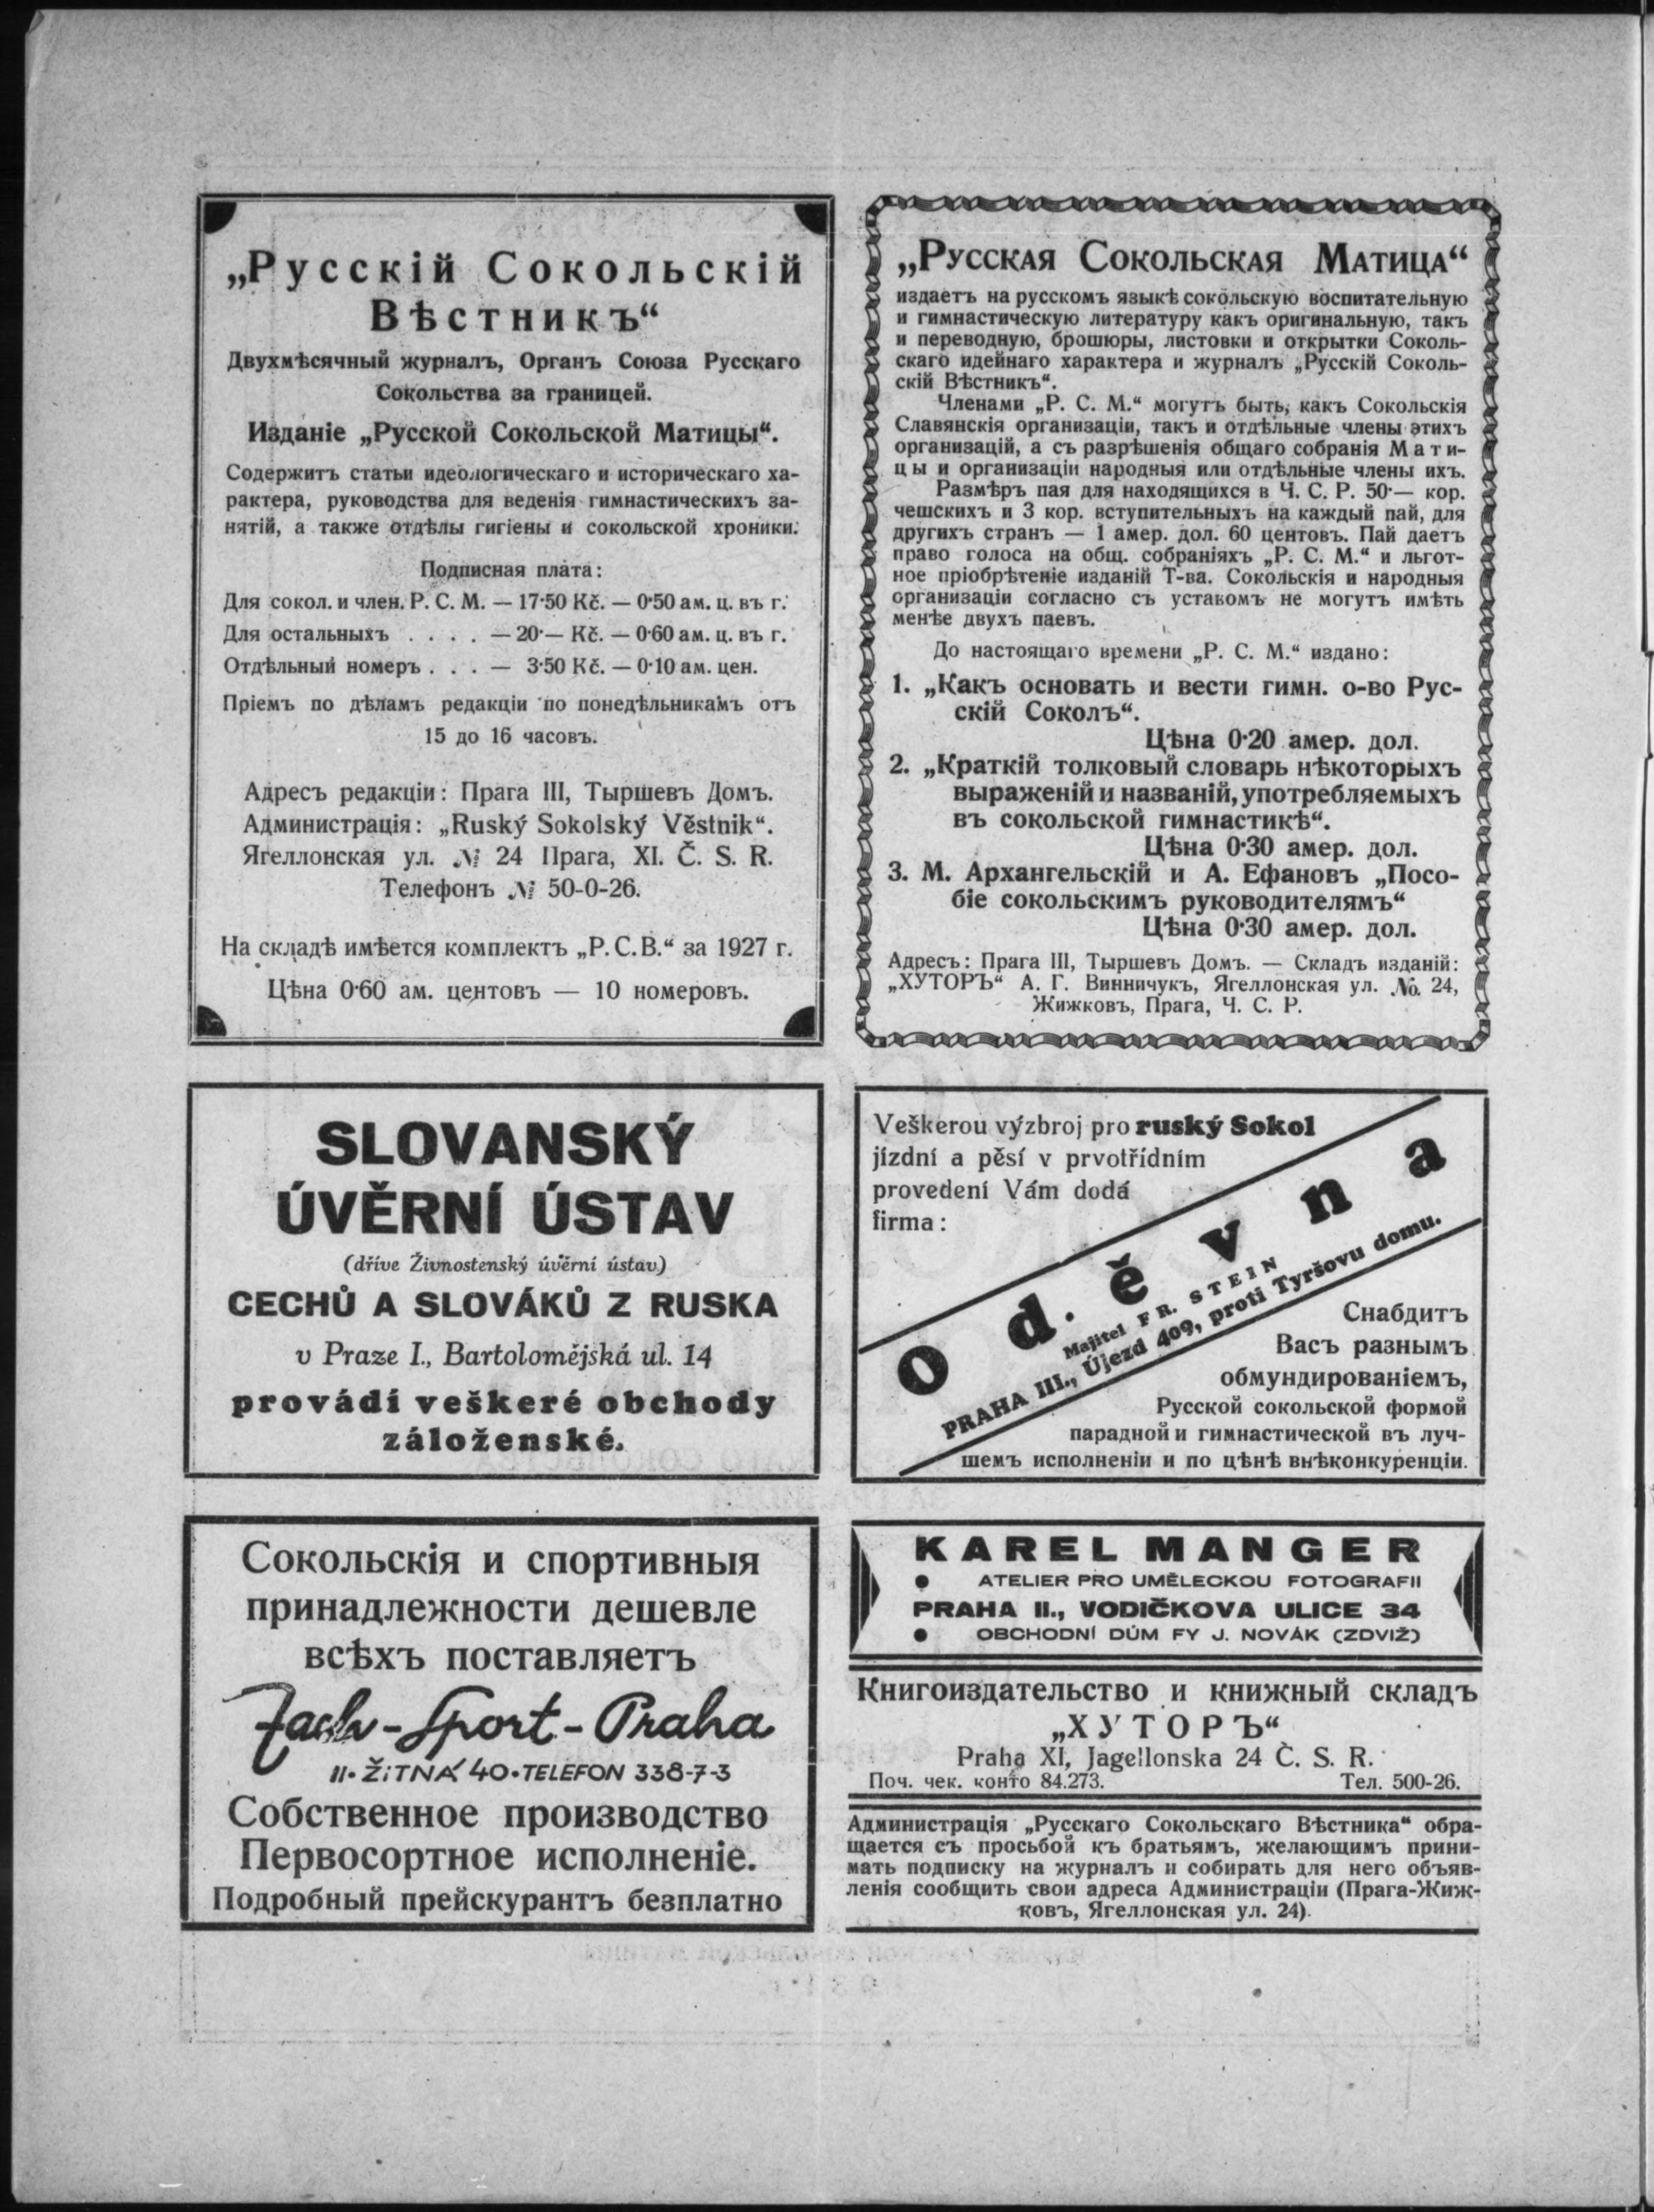 „Русскій Сокольскій
Вѣстникъ“
Двухмѣсячный журналъ, Органъ Союза Русскаго
Сокольства за границей.
Изданіе „Русской Сокольской Матицы“.
Содержитъ статьи идеологическаго и историческаго ха-
рактера, руководства для веденія гимнастическихъ за-
нятій, а также отдѣлы гигіены и сокольской хроники.
Подписная плата:
Для сокол. и член. Р. С. М. — 17·50 Kč. — 0·50 ам. ц. въ г.
Для остальныхъ . . . . — 20·— Kč. — 0·60 ам. ц. въ г.
Отдѣльный номеръ . . . — 3·50 Kč. — 0·10 ам. цен.
Пріемъ по дѣламъ редакціи по понедѣльникамъ отъ
15 до 16 часовъ.
Адресъ редакціи: Прага III, Тыршевъ Домъ.
Администрація: „Ruský Sokolský Věstnik“.
Ягеллонская ул. № 24 Прага, XI. Č. S. R.
Телефонъ № 50-0-26.
На складѣ имѣется комплектъ „Р. С. В.“ за 1927 г.
Цѣна 0·60 ам. центовъ — 10 номеровъ.
„Русская Сокольская Матица“
издаетъ на русскомъ языкѣ сокольскую воспитательную
и гимнастическую литературу какъ оригинальную, такъ
и переводную, брошюры, листовки и открытки Соколь-
скаго идейнаго характера и журналъ „Русскій Соколь-
скій Вѣстникъ“.
Членами „Р. С. М.“ могутъ быть, какъ Сокольскія
Славянскія организаціи, такъ и отдѣльные члены этихъ
организацій, а съ разрѣшенія общаго собранія Мати-
цы и организаціи народныя или отдѣльные члены ихъ.
Размѣръ пая для находящихся в Ч. С. Р. 50·— кор.
чешскихъ и 3 кор. вступительныхъ на каждый пай, для
другихъ странъ — 1 амер. дол. 60 центовъ. Пай даетъ
право голоса на общ. собраніяхъ „Р. С. М.“ и льгот-
ное пріобрѣтеніе изданій Т-ва. Сокольскія и народныя
организаціи согласно съ уставомъ не могутъ имѣть
менѣе двухъ паевъ.
До настоящаго времени „Р. С. М.“ издано:
1. „Какъ основать и вести гимн. о-во Рус-
скій Соколъ“.
Цѣна 0·20 амер. дол.
2. „Краткій толковый словарь нѣкоторыхъ
выраженій и названій, употребляемыхъ
въ сокольской гимнастикѣ“.
Цѣна 0·30 амер. дол.
3. М. Архангельскій и А. Ефановъ „Посо-
біе сокольскимъ руководителямъ“
Цѣна 0·30 амер. дол.
Адресъ: Прага III, Тыршевъ Домъ. — Складъ изданій:
„ХУТОРЪ“ А. Г. Винничукъ, Ягеллонская ул. No. 24,
Жижковъ, Прага, Ч. С. Р.
SLOVANSKÝ
ÚVĚRNÍ ÚSTAV
(dříve Živnostenský úvěrní ústav)
CECHŮ A SLOVÁKŮ Z RUSKA
v Praze I., Bartolomějská ul. 14
provádí veškeré obchody
záloženské.
Veškerou výzbroj pro ruský Sokol
jízdní a pěsí v prvotřídním
provedení Vám dodá
firma:
Oděvna
Majitel FR. STEIN
PRAHA III., Újezd 409, proti Tyršovu domu.
Снабдитъ
Васъ разнымъ
обмундированіемъ,
Русской сокольской формой
парадной и гимнастической въ луч-
шемъ исполненіи и по цѣнѣ внѣконкуренціи.
Сокольскія и спортивныя
принадлежности дешевле
всѣхъ поставляетъ
Sport - Praha
II. ŽITNÁ 40. TELEFON 338-7-3
Собственное производство
Первосортное исполненіе.
Подробный прейскурантъ безплатно
KAREL MANGER
● ATELIER PRO UMĚLECKOU FOTOGRAFII
PRAHA II., VODIČKOVA ULICE 34
● OBCHODNÍ DŮM FY J. NOVÁK (ZDVIŽ)
Книгоиздательство и книжный складъ
„ХУТОРЪ“
Praha XI, Jagellonska 24 Č. S. R.
Поч. чек. конто 84.273. Тел. 500-26.
Администрація „Русскаго Сокольскаго Вѣстника“ обра-
щается съ просьбой къ братьямъ, желающимъ прини-
мать подписку на журналъ и собирать для него объяв-
ленія сообщить свои адреса Администраціи (Прага-Жиж-
ковъ, Ягеллонская ул. 24).